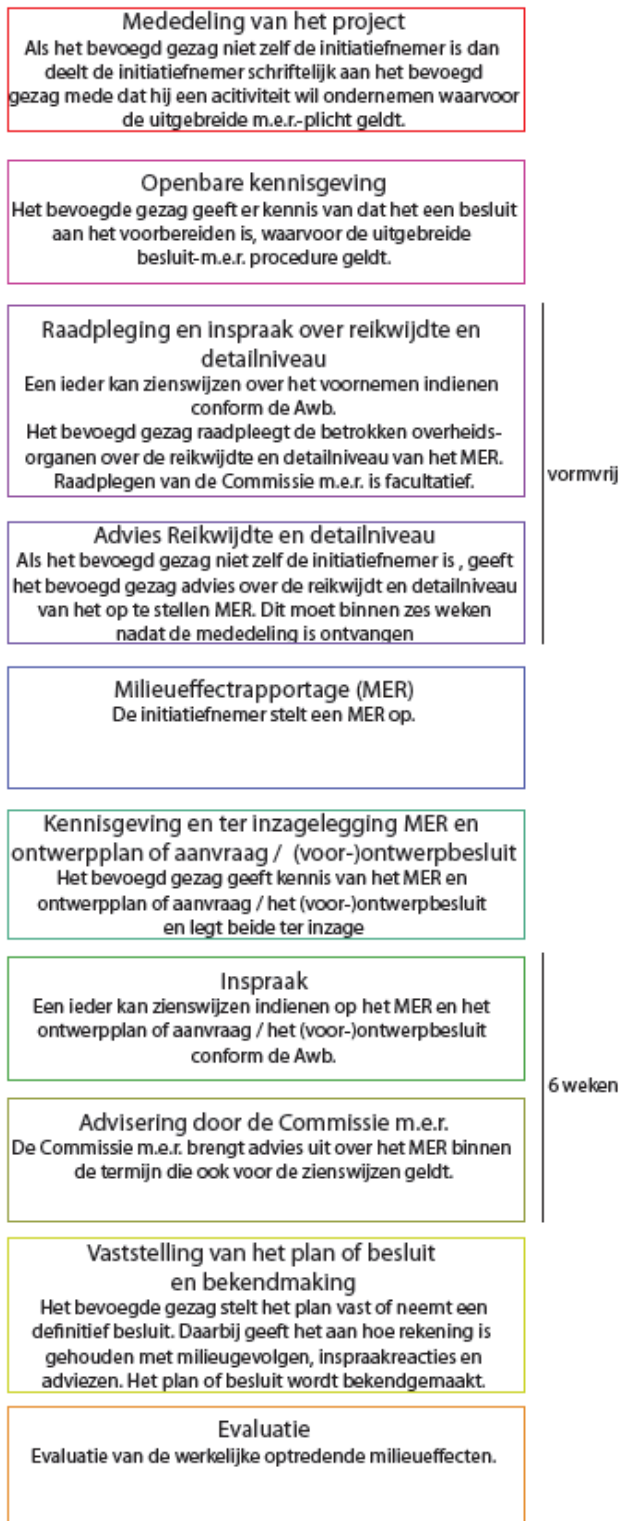 Mededeling van het project
Als het bevoegd gezag niet zelf de initiatiefnemer is dan
deelt de initiatiefnemer schriftelijk aan het bevoegd
gezag mede dat hij een acitiviteit wil ondernemen waarvoor
de uitgebreide m.e.r.-plicht geldt.
Openbare kennisgeving
Het bevoegde gezag geeft er kennis van dat het een besluit
aan het voorbereiden is, waarvoor de uitgebreide
besluit-m.e.r. procedure geldt.
Raadpleging en inspraak over reikwijdte en
detailniveau
Een ieder kan zienswijzen over het voornemen indienen
conform de Awb.
Het bevoegd gezag raadpleegt de betrokken overheids-
organen over de reikwijdte en detailniveau van het MER.
Raadplegen van de Commissie m.e.r. is facultatief.
vormvrij
Advies Reikwijdte en detailniveau
Als het bevoegd gezag niet zelf de initiatiefnemer is , geeft
het bevoegd gezag advies over de reikwijdt en detailniveau
van het op te stellen MER. Dit moet binnen zes weken
nadat de mededeling is ontvangen
Milieueffectrapportage (MER)
De initiatiefnemer stelt een MER op.
Kennisgeving en ter inzagelegging MER en
ontwerpplan of aanvraag / (voor-)ontwerpbesluit
Het bevoegd gezag geeft kennis van het MER en
ontwerpplan of aanvraag / het (voor-)ontwerpbesluit
en legt beide ter inzage
Inspraak
Een ieder kan zienswijzen indienen op het MER en het
ontwerpplan of aanvraag / het (voor-)ontwerpbesluit
conform de Awb.
6 weken
Advisering door de Commissie m.e.r.
De Commissie m.e.r. brengt advies uit over het MER binnen
de termijn die ook voor de zienswijzen geldt.
Vaststelling van het plan of besluit
en bekendmaking
Het bevoegde gezag stelt het plan vast of neemt een
definitief besluit. Daarbij geeft het aan hoe rekening is
gehouden met milieugevolgen, inspraakreacties en
adviezen. Het plan of besluit wordt bekendgemaakt.
Evaluatie
Evaluatie van de werkelijke optredende milieueffecten.